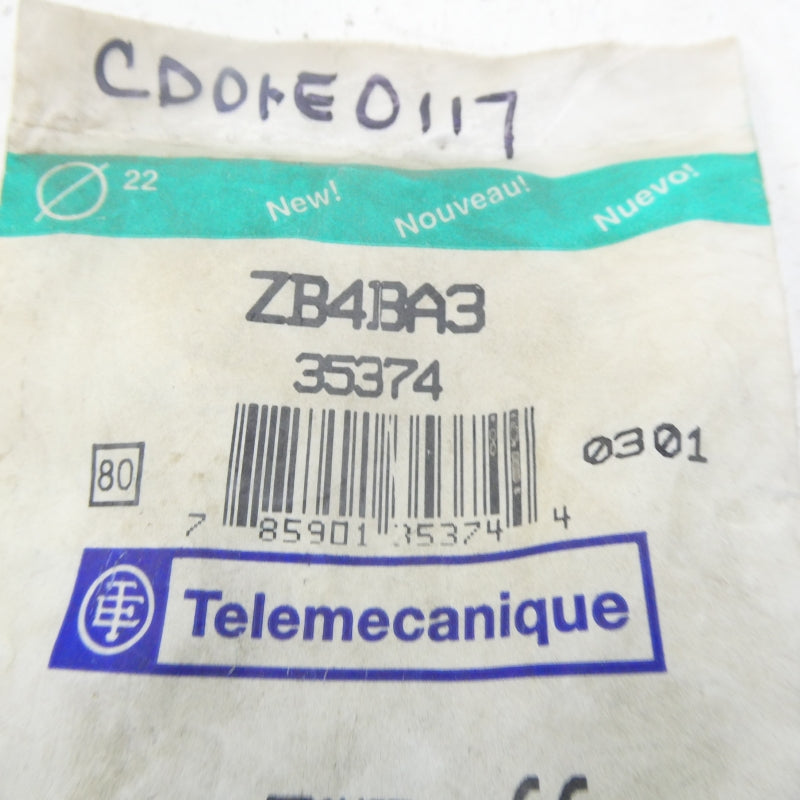 CD01E0117
Ø 22 New! Nouveau! Nuevo!
ZB4BA3
35374
80
0301
7 85901 35374 4
Telemecanique